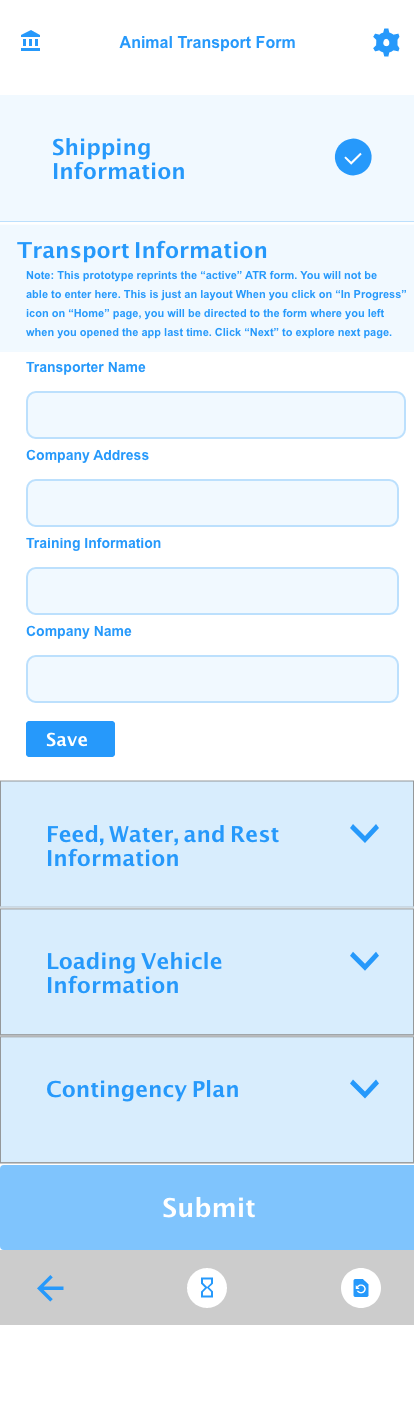 Animal Transport Form
Shipping
Information
Transport Information
Note: This prototype reprints the “active” ATR form. You will not be
able to enter here. This is just an layout When you click on “In Progress”
icon on “Home” page, you will be directed to the form where you left
when you opened the app last time. Click “Next” to explore next page.
Transporter Name
Company Address
Training Information
Company Name
Save
Feed, Water, and Rest
Information
Loading Vehicle
Information
Contingency Plan
Submit